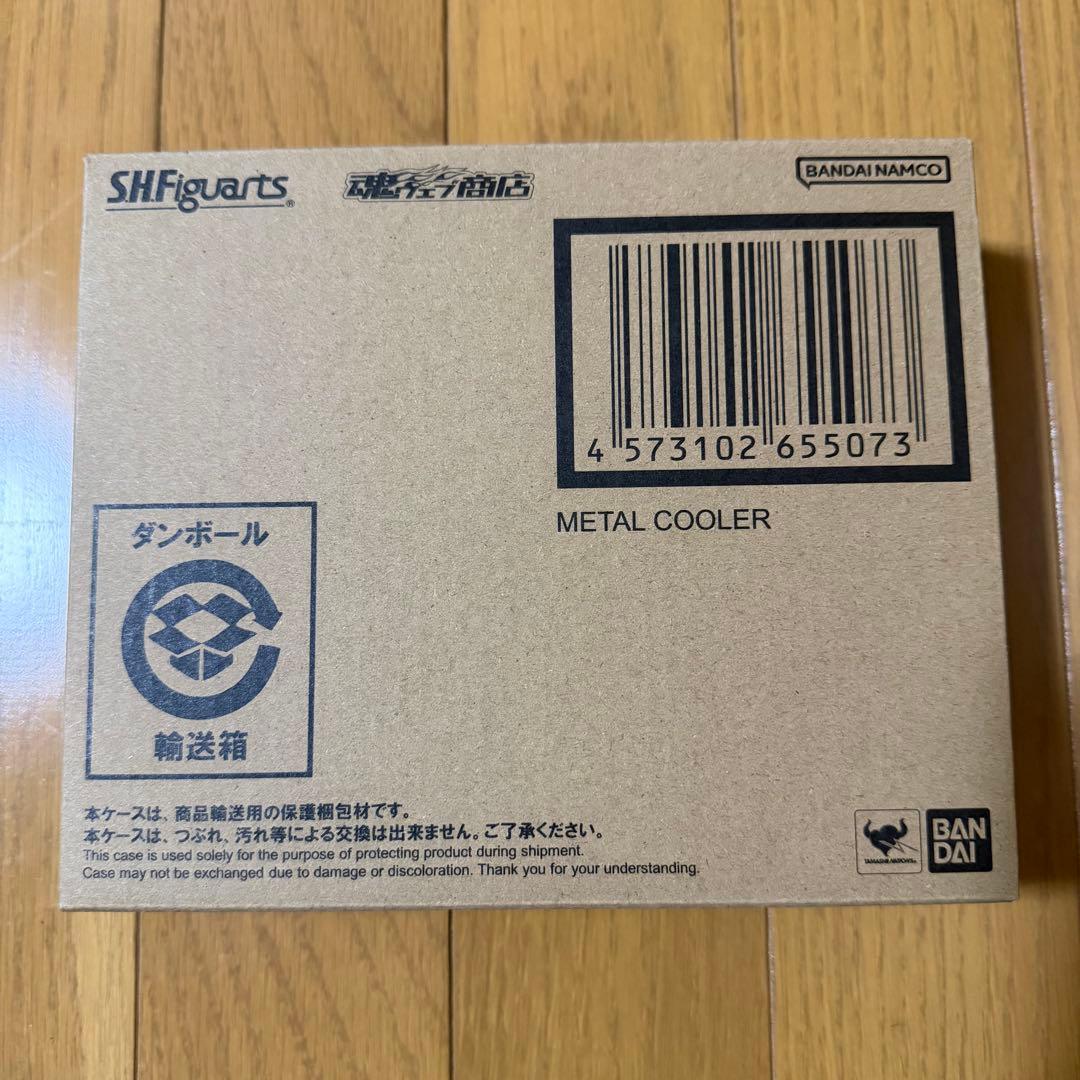 S.H.Figuarts®
魂ウェブ商店
BANDAI NAMCO
4 573102 655073
METAL COOLER
ダンボール
輸送箱
本ケースは、商品輸送用の保護梱包材です。
本ケースは、つぶれ、汚れ等による交換は出来ません。ご了承ください。
This case is used solely for the purpose of protecting product during shipment.
Case may not be exchanged due to damage or discoloration. Thank you for your understanding.
TAMASHII NATIONS
BAN
DAI